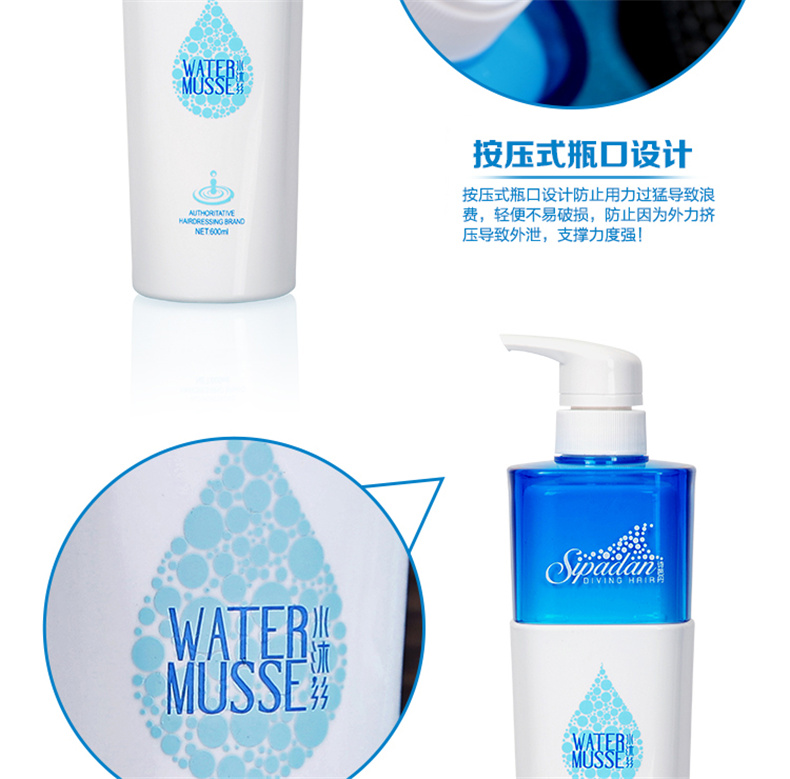 WATER
MUSSE
水沐丝
AUTHORITATIVE
HAIRDRESSING BRAND
NET 600ml
按压式瓶口设计
按压式瓶口设计防止用力过猛导致浪
费，轻便不易破损，防止因为外力挤
压导致外泄，支撑力度强！
WATER
MUSSE
水沐丝
Sipadan
DIVING HAIR
WATER
MUSSE
水沐丝